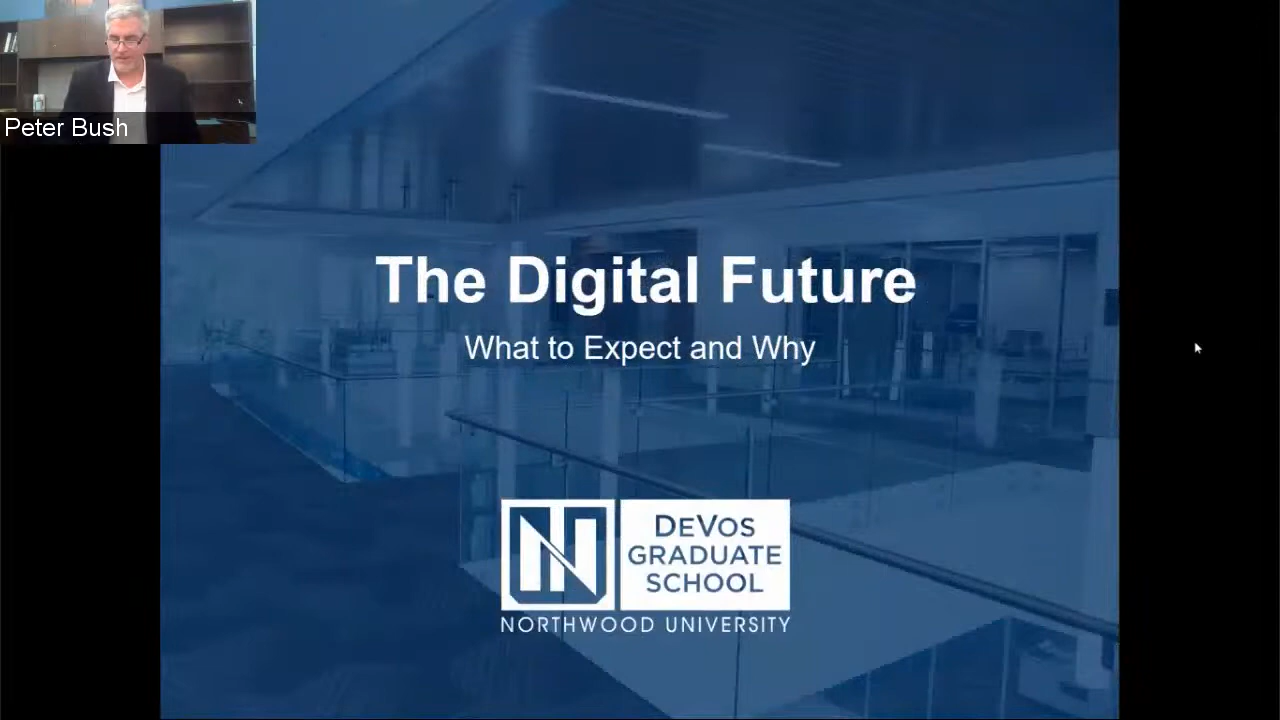 Peter Bush
The Digital Future
What to Expect and Why
DEVOS
GRADUATE
SCHOOL
NORTHWOOD UNIVERSITY